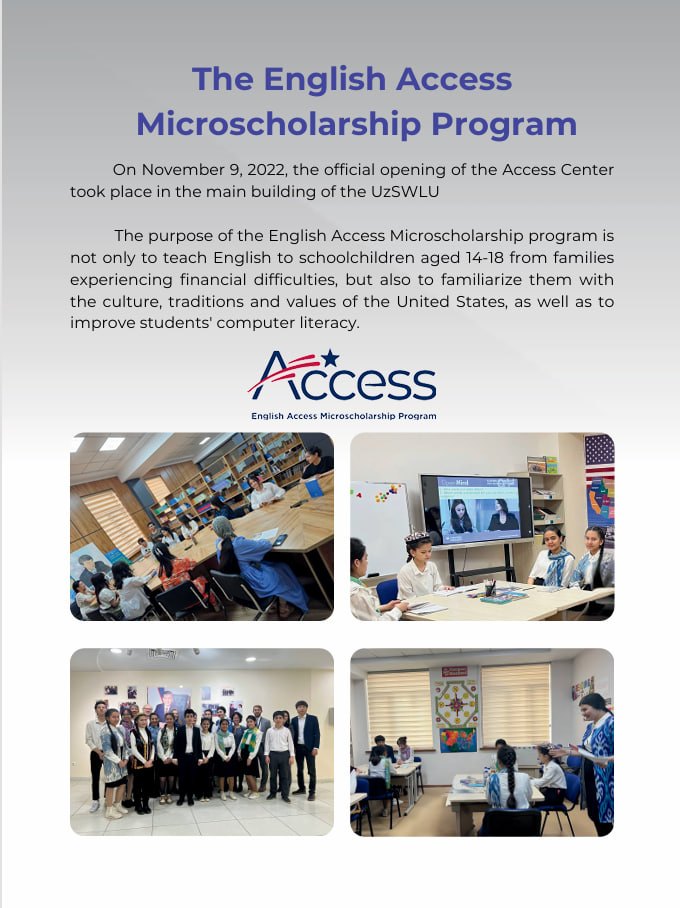 The English Access
Microscholarship Program
On November 9, 2022, the official opening of the Access Center
took place in the main building of the UzSWLU
The purpose of the English Access Microscholarship program is
not only to teach English to schoolchildren aged 14-18 from families
experiencing financial difficulties, but also to familiarize them with
the culture, traditions and values of the United States, as well as to
improve students' computer literacy.
Access
English Access Microscholarship Program
Open Mind